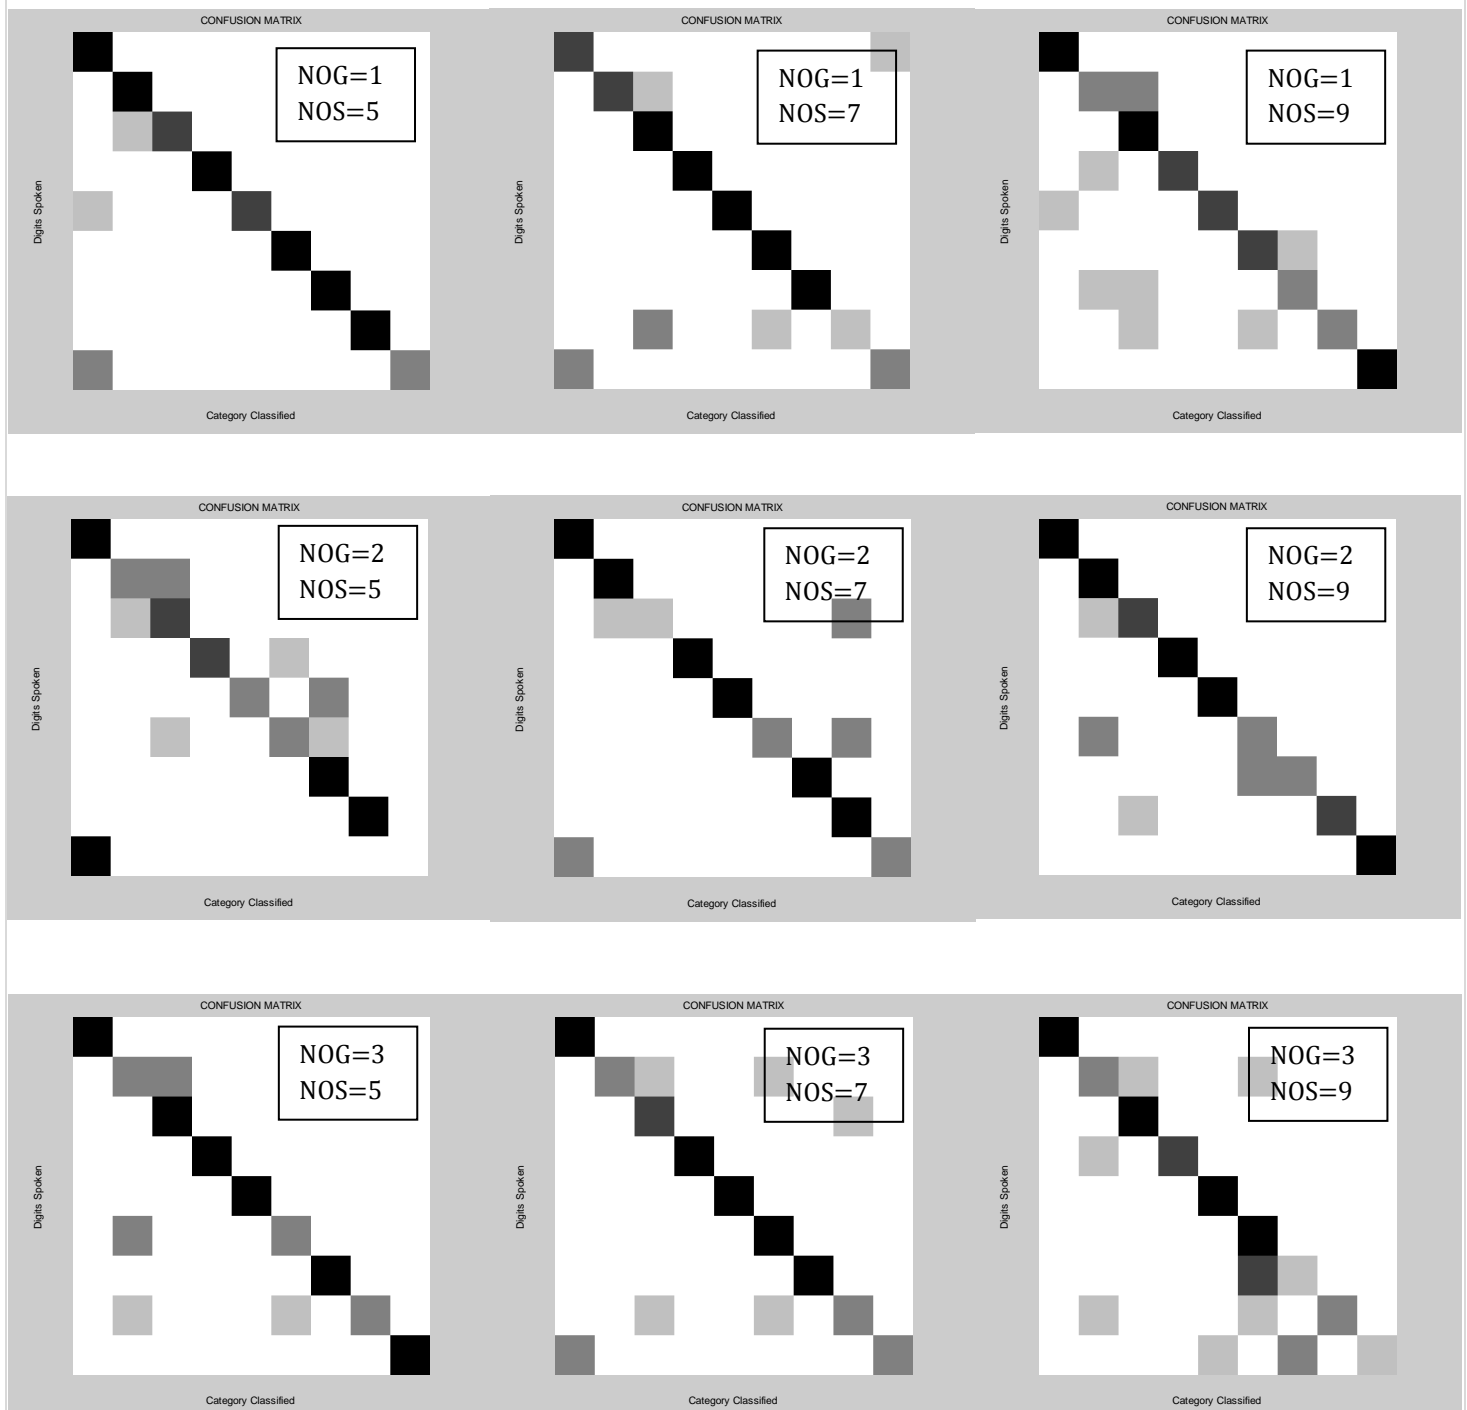 CONFUSION MATRIX
NOG=1
NOS=5
Digits Spoken
Category Classified
CONFUSION MATRIX
NOG=1
NOS=7
Digits Spoken
Category Classified
CONFUSION MATRIX
NOG=1
NOS=9
Digits Spoken
Category Classified
CONFUSION MATRIX
NOG=2
NOS=5
Digits Spoken
Category Classified
CONFUSION MATRIX
NOG=2
NOS=7
Digits Spoken
Category Classified
CONFUSION MATRIX
NOG=2
NOS=9
Digits Spoken
Category Classified
CONFUSION MATRIX
NOG=3
NOS=5
Digits Spoken
Category Classified
CONFUSION MATRIX
NOG=3
NOS=7
Digits Spoken
Category Classified
CONFUSION MATRIX
NOG=3
NOS=9
Digits Spoken
Category Classified